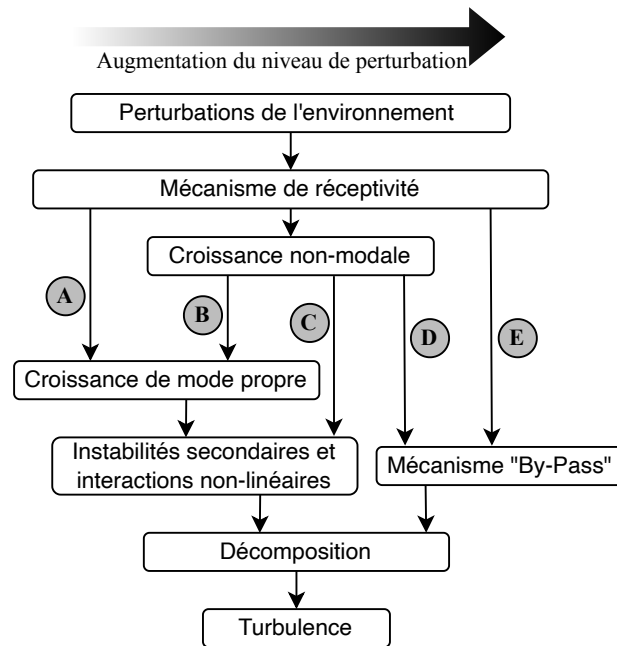 Augmentation du niveau de perturbation
Perturbations de l'environnement
Mécanisme de réceptivité
Croissance non-modale
A
B
C
D
E
Croissance de mode propre
Instabilités secondaires et
interactions non-linéaires
Mécanisme "By-Pass"
Décomposition
Turbulence